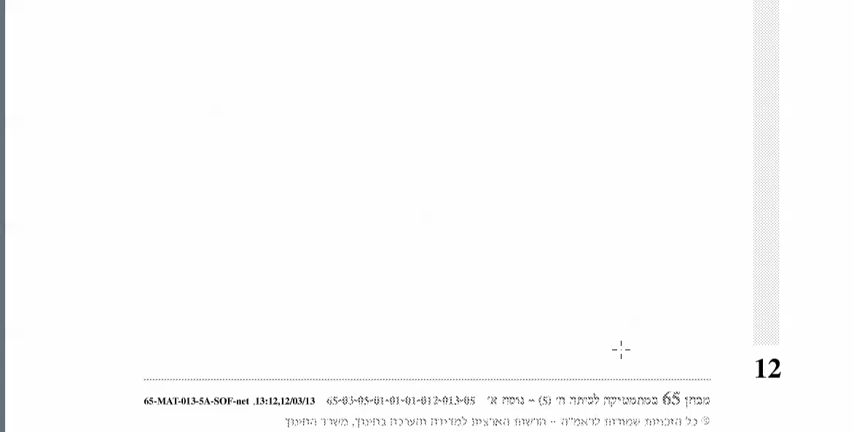 12
מבחן 65 במתמטיקה לכיתה ה׳ (5) – נוסח א׳ 65-03-05-01-01-01-012-013-05 65-MAT-013-5A-SOF-net ,13:12,12/03/13
© כל הזכויות שמורות לראמ"ה – הרשות הארצית למדידה והערכה בחינוך, משרד החינוך